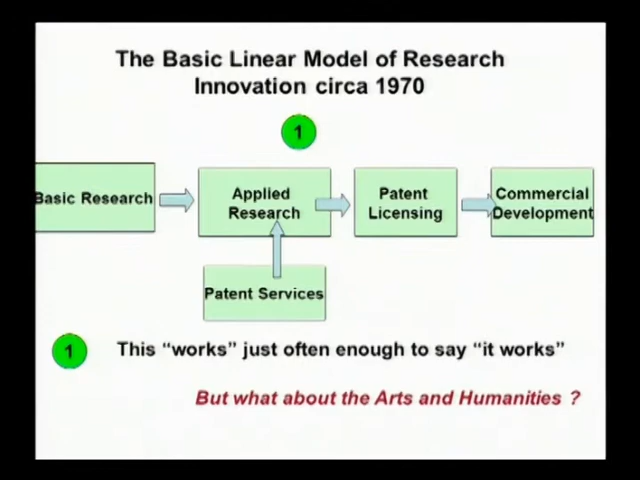 The Basic Linear Model of Research
Innovation circa 1970
1
Basic Research
Applied
Research
Patent
Licensing
Commercial
Development
Patent Services
1
This “works” just often enough to say “it works”
But what about the Arts and Humanities ?